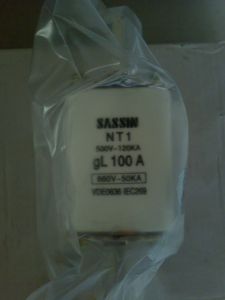 SASSIN
NT1
500V-120KA
gL 100 A
660V-50KA
VDE0636 IEC269